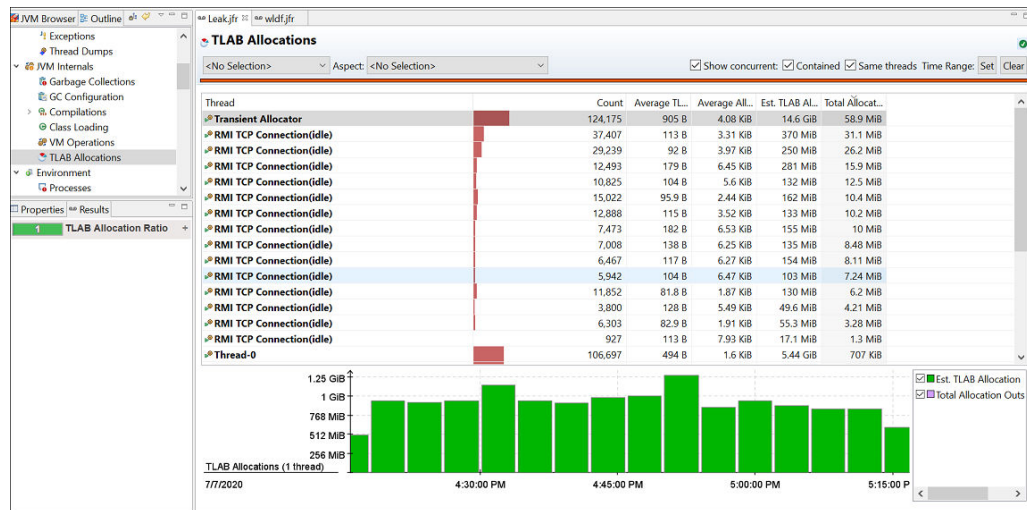 JVM Browser Outline
Exceptions
Thread Dumps
JVM Internals
Garbage Collections
GC Configuration
Compilations
Class Loading
VM Operations
TLAB Allocations
Environment
Processes
Properties Results
1 TLAB Allocation Ratio +
Leak.jfr wldf.jfr
TLAB Allocations
<No Selection> Aspect: <No Selection> Show concurrent: Contained Same threads Time Range: Set Clear
Thread Count Average TL... Average All... Est. TLAB Al... Total Allocat...
Transient Allocator 124,175 905 B 4.08 KiB 14.6 GiB 58.9 MiB
RMI TCP Connection(idle) 37,407 113 B 3.31 KiB 370 MiB 31.1 MiB
RMI TCP Connection(idle) 29,239 92 B 3.97 KiB 250 MiB 26.2 MiB
RMI TCP Connection(idle) 12,493 179 B 6.45 KiB 281 MiB 15.9 MiB
RMI TCP Connection(idle) 10,825 104 B 5.6 KiB 132 MiB 12.5 MiB
RMI TCP Connection(idle) 15,022 95.9 B 2.44 KiB 162 MiB 10.4 MiB
RMI TCP Connection(idle) 12,888 115 B 3.52 KiB 133 MiB 10.2 MiB
RMI TCP Connection(idle) 7,473 182 B 6.53 KiB 155 MiB 10 MiB
RMI TCP Connection(idle) 7,008 138 B 6.25 KiB 135 MiB 8.48 MiB
RMI TCP Connection(idle) 6,467 117 B 6.27 KiB 154 MiB 8.11 MiB
RMI TCP Connection(idle) 5,942 104 B 6.47 KiB 103 MiB 7.24 MiB
RMI TCP Connection(idle) 11,852 81.8 B 1.87 KiB 130 MiB 6.2 MiB
RMI TCP Connection(idle) 3,800 128 B 5.49 KiB 49.6 MiB 4.21 MiB
RMI TCP Connection(idle) 6,303 82.9 B 1.91 KiB 55.3 MiB 3.28 MiB
RMI TCP Connection(idle) 927 113 B 7.93 KiB 17.1 MiB 1.3 MiB
Thread-0 106,697 494 B 1.6 KiB 5.44 GiB 707 KiB
1.25 GiB
1 GiB
768 MiB
512 MiB
256 MiB
TLAB Allocations (1 thread)
7/7/2020 4:30:00 PM 4:45:00 PM 5:00:00 PM 5:15:00 P
Est. TLAB Allocation
Total Allocation Outs